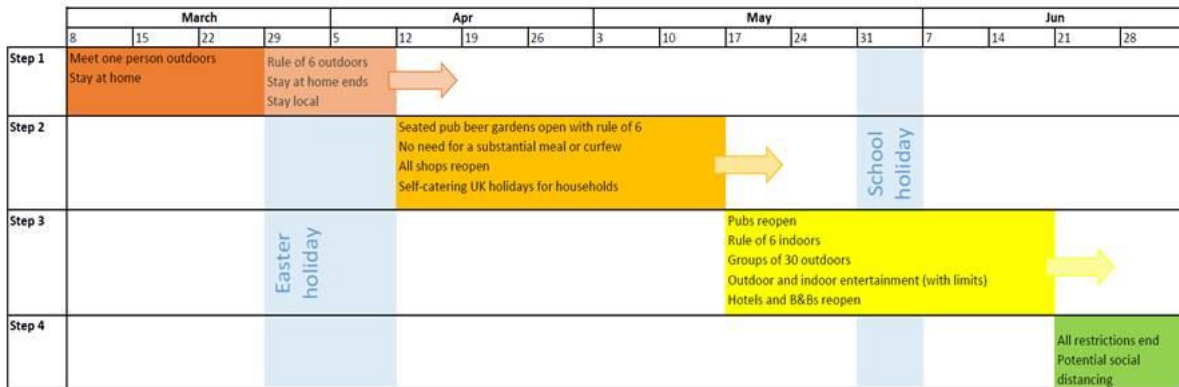 March Apr May Jun
8 15 22 29 5 12 19 26 3 10 17 24 31 7 14 21 28
Step 1
Meet one person outdoors
Stay at home
Rule of 6 outdoors
Stay at home ends
Stay local
Step 2
Seated pub beer gardens open with rule of 6
No need for a substantial meal or curfew
All shops reopen
Self-catering UK holidays for households
School
holiday
Step 3
Easter
holiday
Pubs reopen
Rule of 6 indoors
Groups of 30 outdoors
Outdoor and indoor entertainment (with limits)
Hotels and B&Bs reopen
Step 4
All restrictions end
Potential social
distancing